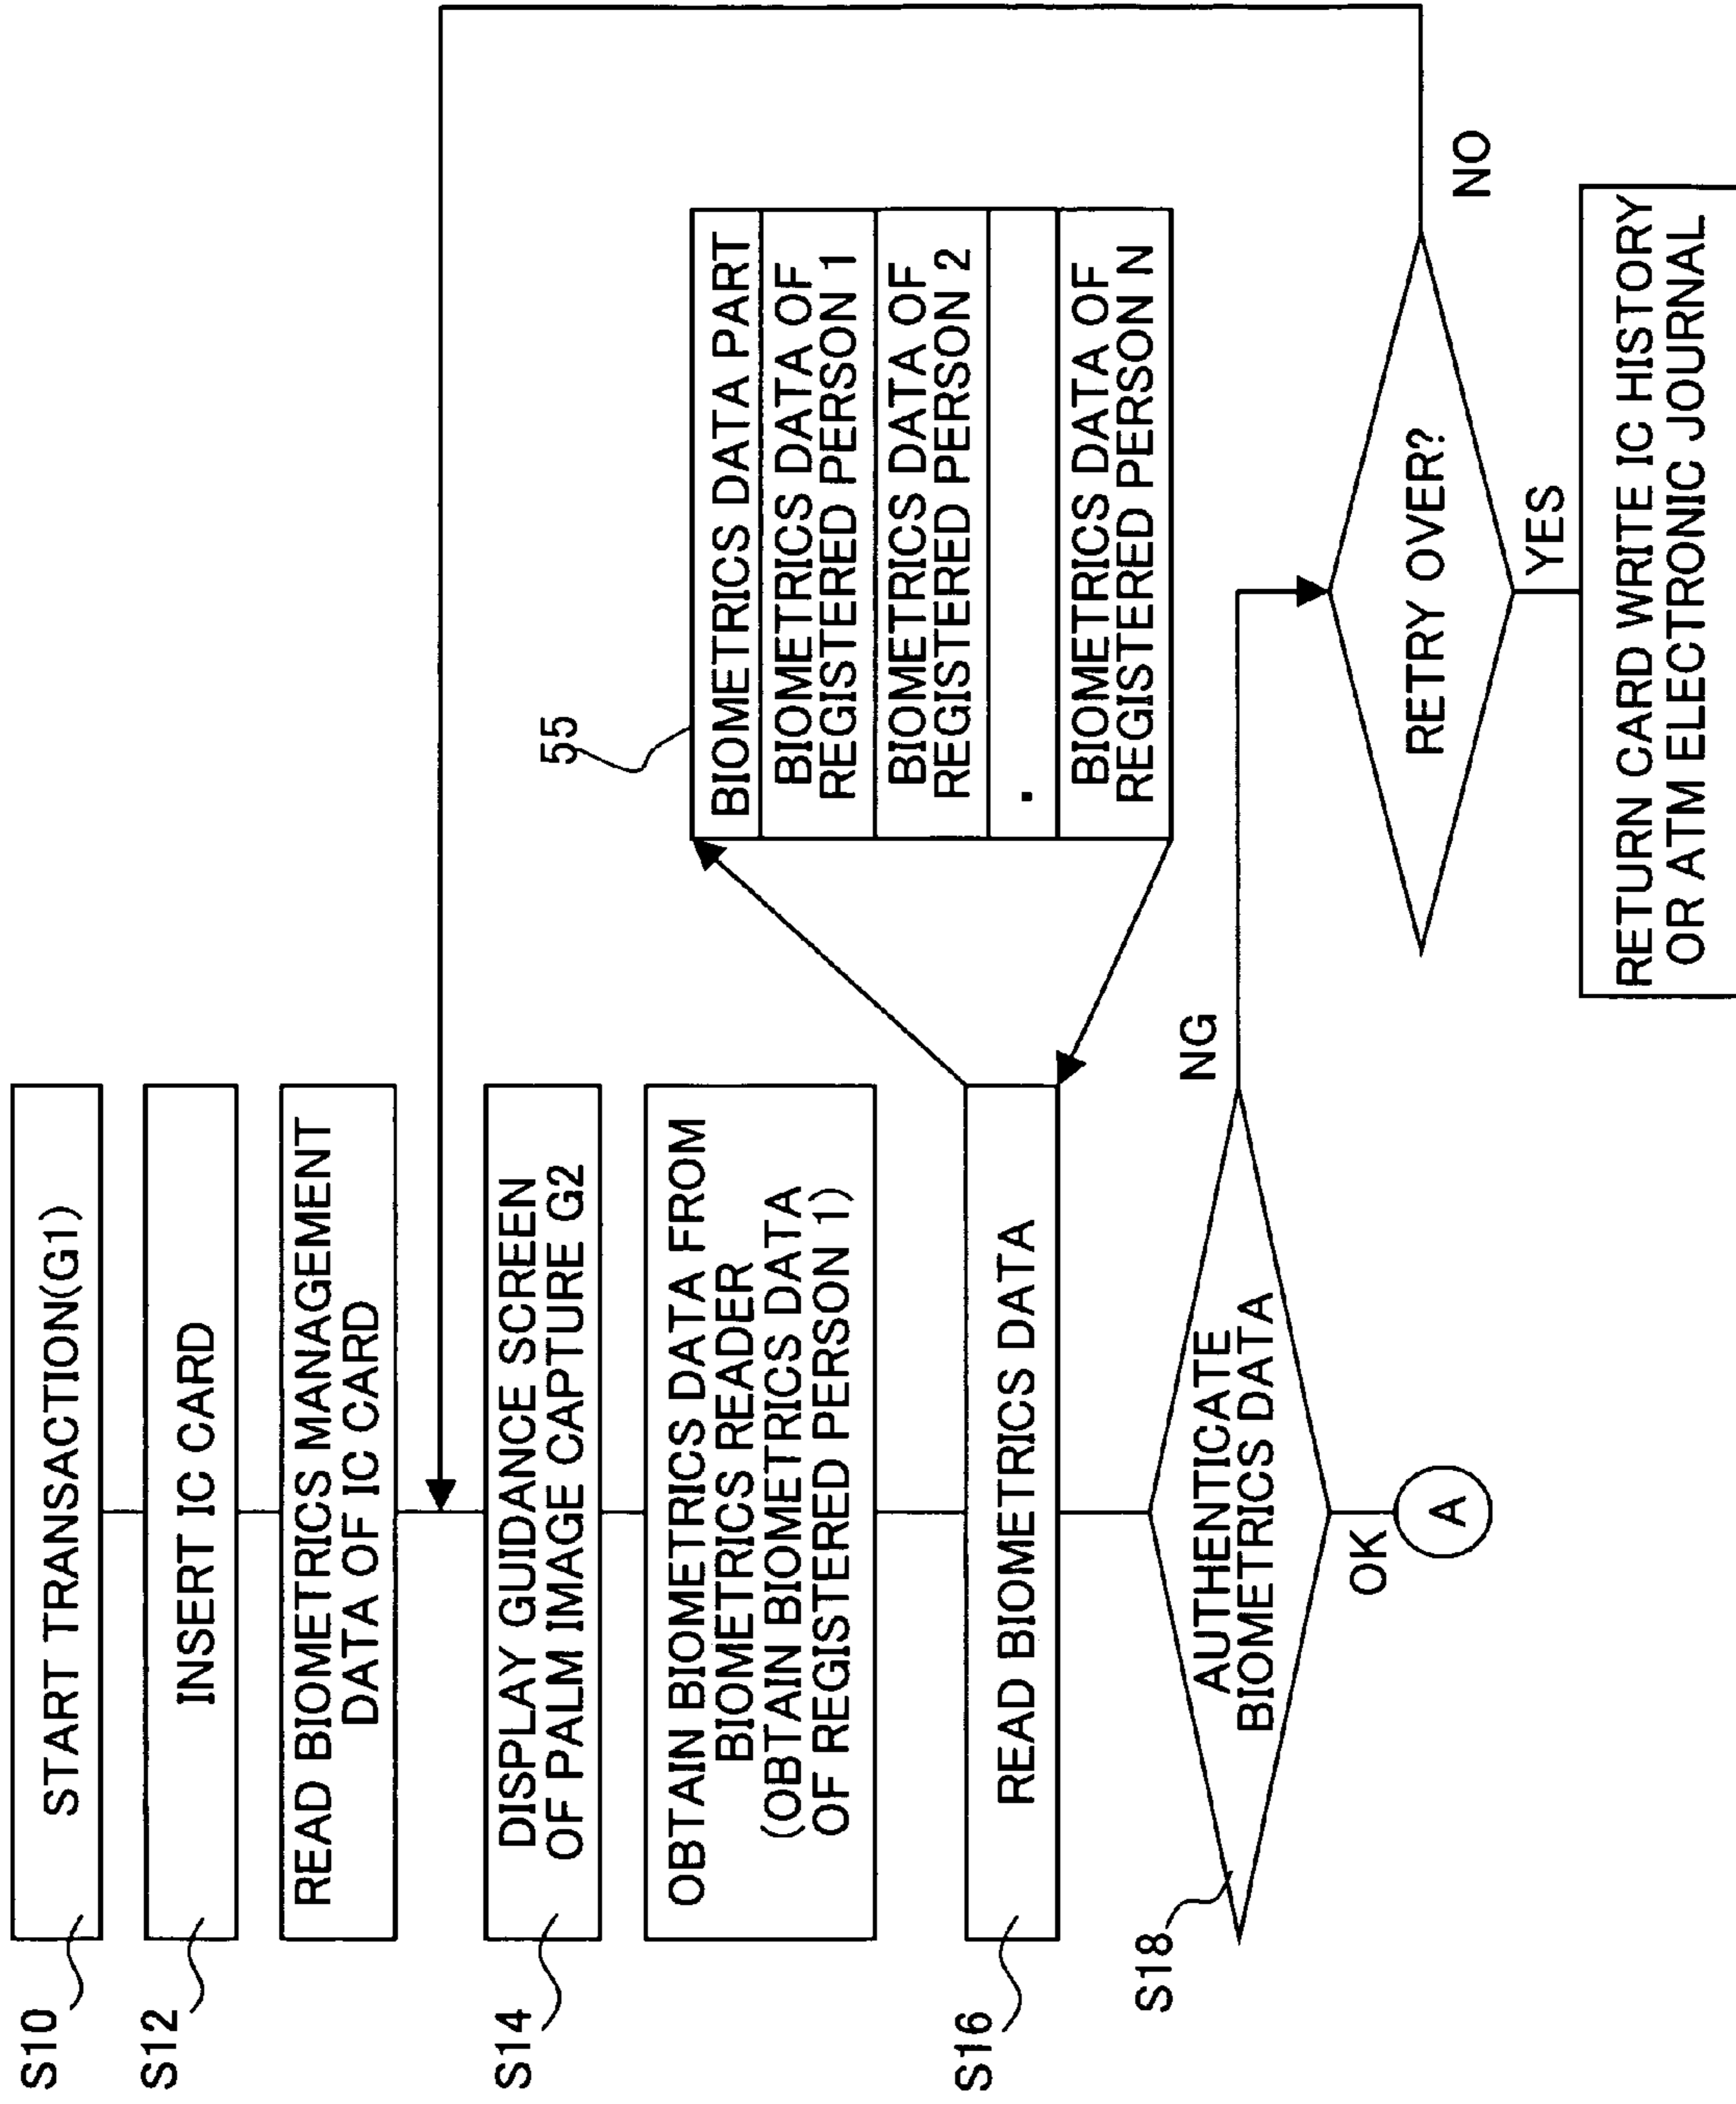 S10
START TRANSACTION(G1)
S12
INSERT IC CARD
READ BIOMETRICS MANAGEMENT
DATA OF IC CARD
S14
DISPLAY GUIDANCE SCREEN
OF PALM IMAGE CAPTURE G2
OBTAIN BIOMETRICS DATA FROM
BIOMETRICS READER
(OBTAIN BIOMETRICS DATA
OF REGISTERED PERSON 1)
S16
READ BIOMETRICS DATA
55
BIOMETRICS DATA PART
BIOMETRICS DATA OF
REGISTERED PERSON 1
BIOMETRICS DATA OF
REGISTERED PERSON 2
.
BIOMETRICS DATA OF
REGISTERED PERSON N
S18
AUTHENTICATE
BIOMETRICS DATA
NG
OK
A
RETRY OVER?
NO
YES
RETURN CARD WRITE IC HISTORY
OR ATM ELECTRONIC JOURNAL